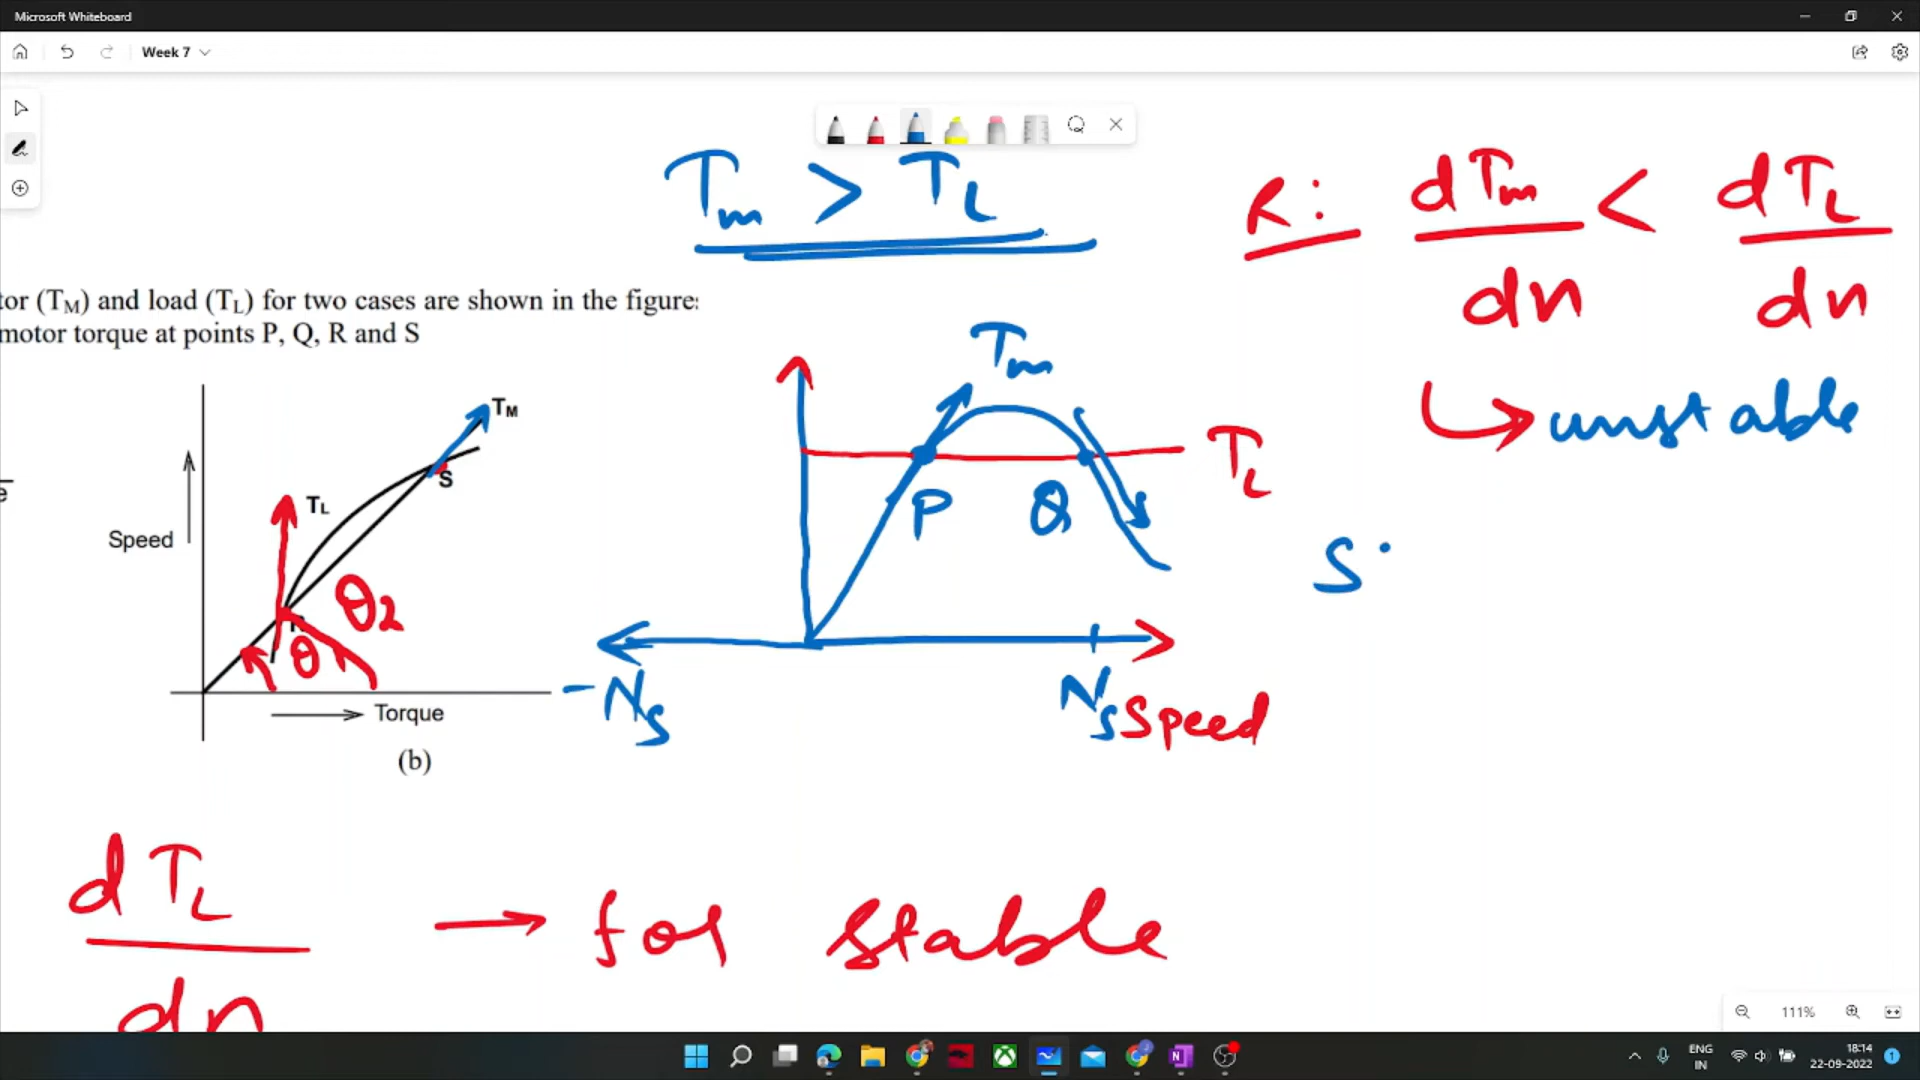 Microsoft Whiteboard
Week 7
Tm > TL
R: dTm/dn < dTL/dn
unstable
tor (TM) and load (TL) for two cases are shown in the figures
motor torque at points P, Q, R and S
Tm
TM
S
TL
TL
P
Q
S:
Speed
θ2
R
θ
Torque
-Ns
Ns
Speed
(b)
dTL/dn → for stable
111%
ENG
IN
18:14
22-09-2022
1